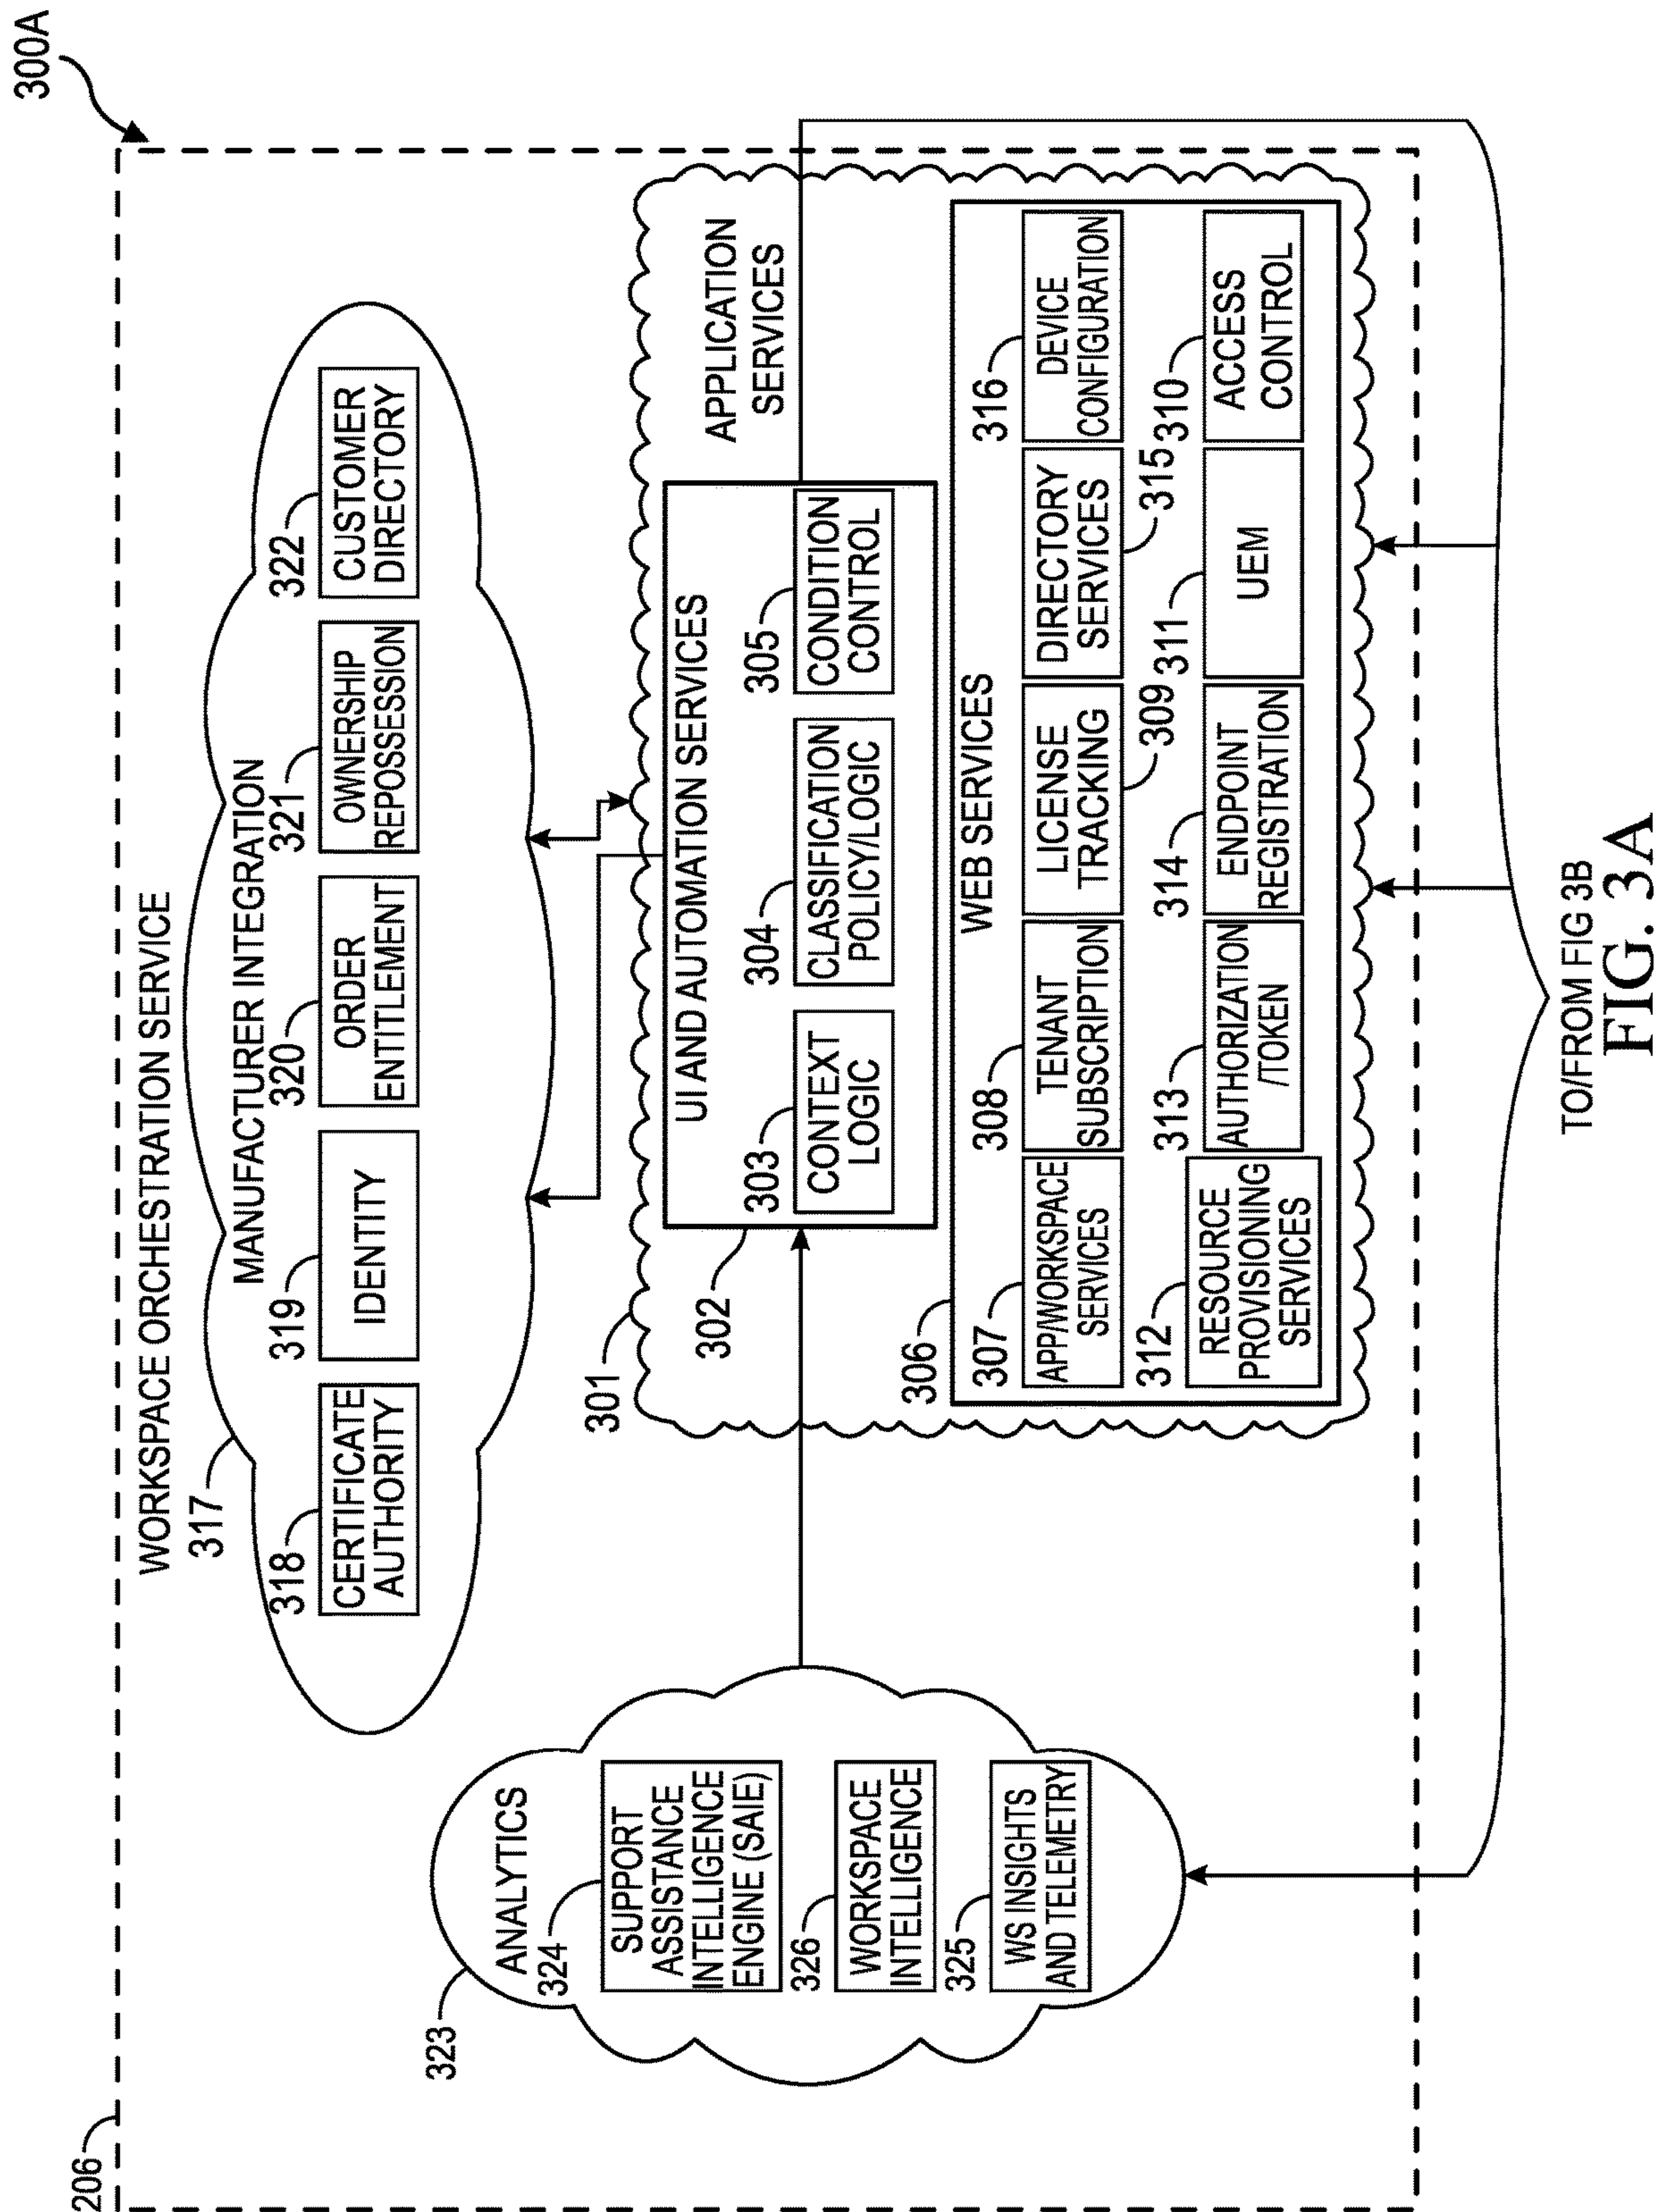 300A
206
WORKSPACE ORCHESTRATION SERVICE
317
MANUFACTURER INTEGRATION
318
CERTIFICATE
AUTHORITY
319
IDENTITY
320
ORDER
ENTITLEMENT
321
OWNERSHIP
REPOSSESSION
322
CUSTOMER
DIRECTORY
323
ANALYTICS
324
SUPPORT
ASSISTANCE
INTELLIGENCE
ENGINE (SAIE)
326
WORKSPACE
INTELLIGENCE
325
WS INSIGHTS
AND TELEMETRY
301
APPLICATION
SERVICES
302
UI AND AUTOMATION SERVICES
303
CONTEXT
LOGIC
304
CLASSIFICATION
POLICY/LOGIC
305
CONDITION
CONTROL
306
WEB SERVICES
307
APP/WORKSPACE
SERVICES
308
TENANT
SUBSCRIPTION
LICENSE
TRACKING
309
DIRECTORY
SERVICES
315
316
DEVICE
CONFIGURATION
312
RESOURCE
PROVISIONING
SERVICES
313
AUTHORIZATION
/TOKEN
314
ENDPOINT
REGISTRATION
311
UEM
310
ACCESS
CONTROL
TO/FROM FIG 3B
FIG. 3A